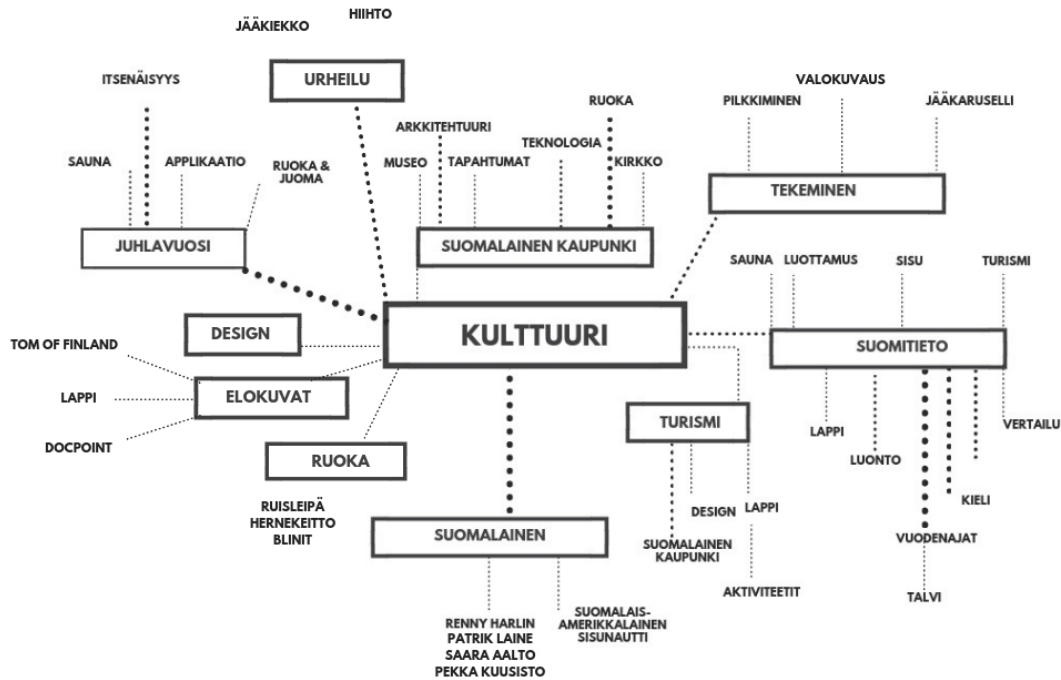 HIIHTO
JÄÄKIEKKO
URHEILU
ITSENÄISYYS
SAUNA
APPLIKAATIO
RUOKA &
JUOMA
JUHLAVUOSI
RUOKA
ARKKITEHTUURI
TEKNOLOGIA
MUSEO
TAPAHTUMAT
KIRKKO
SUOMALAINEN KAUPUNKI
VALOKUVAUS
PILKKIMINEN
JÄÄKARUSELLI
TEKEMINEN
SAUNA
LUOTTAMUS
SISU
TURISMI
SUOMITIETO
LAPPI
LUONTO
VERTAILU
KIELI
VUODENAJAT
TALVI
KULTTUURI
DESIGN
TOM OF FINLAND
LAPPI
DOCPOINT
ELOKUVAT
RUOKA
RUISLEIPÄ
HERNEKEITTO
BLINIT
SUOMALAINEN
RENNY HARLIN
PATRIK LAINE
SAARA AALTO
PEKKA KUUSISTO
SUOMALAIS-
AMERIKKALAINEN
SISUNAUTTI
TURISMI
DESIGN
LAPPI
SUOMALAINEN
KAUPUNKI
AKTIVITEETIT